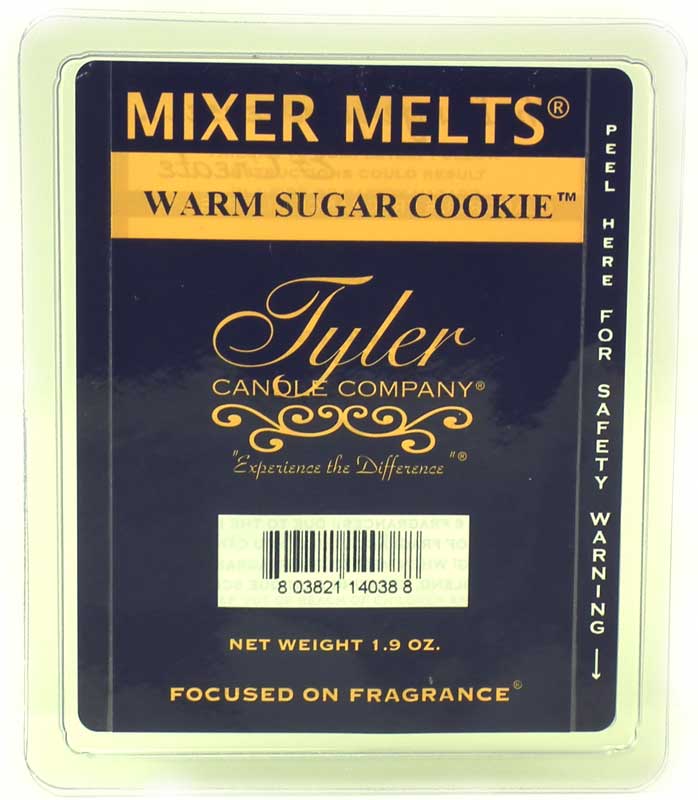 MIXER MELTS®
WARM SUGAR COOKIE™
Tyler
CANDLE COMPANY®
"Experience the Difference"®
8 03821 14038 8
NET WEIGHT 1.9 OZ.
FOCUSED ON FRAGRANCE®
PEEL HERE FOR SAFETY WARNING ↓